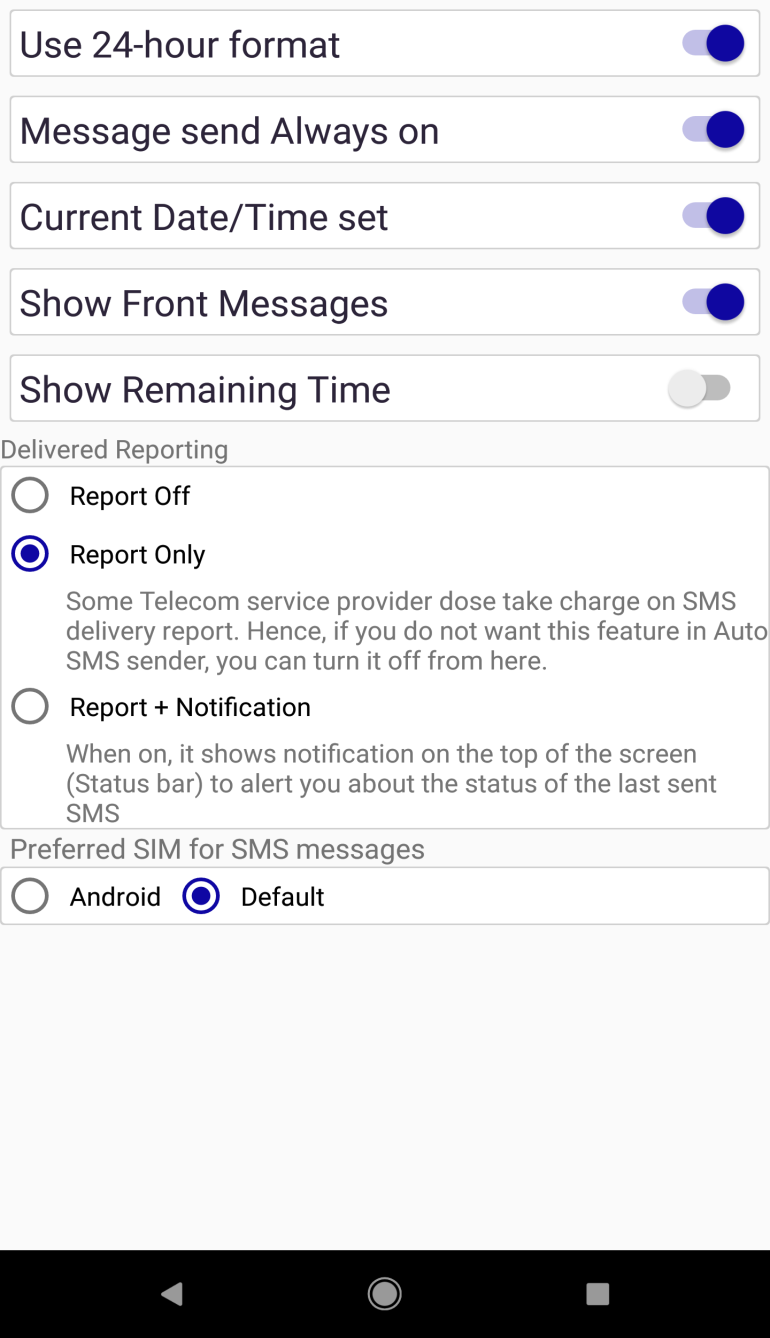 Use 24-hour format
Message send Always on
Current Date/Time set
Show Front Messages
Show Remaining Time
Delivered Reporting
Report Off
Report Only
Some Telecom service provider dose take charge on SMS
delivery report. Hence, if you do not want this feature in Auto
SMS sender, you can turn it off from here.
Report + Notification
When on, it shows notification on the top of the screen
(Status bar) to alert you about the status of the last sent
SMS
Preferred SIM for SMS messages
Android Default